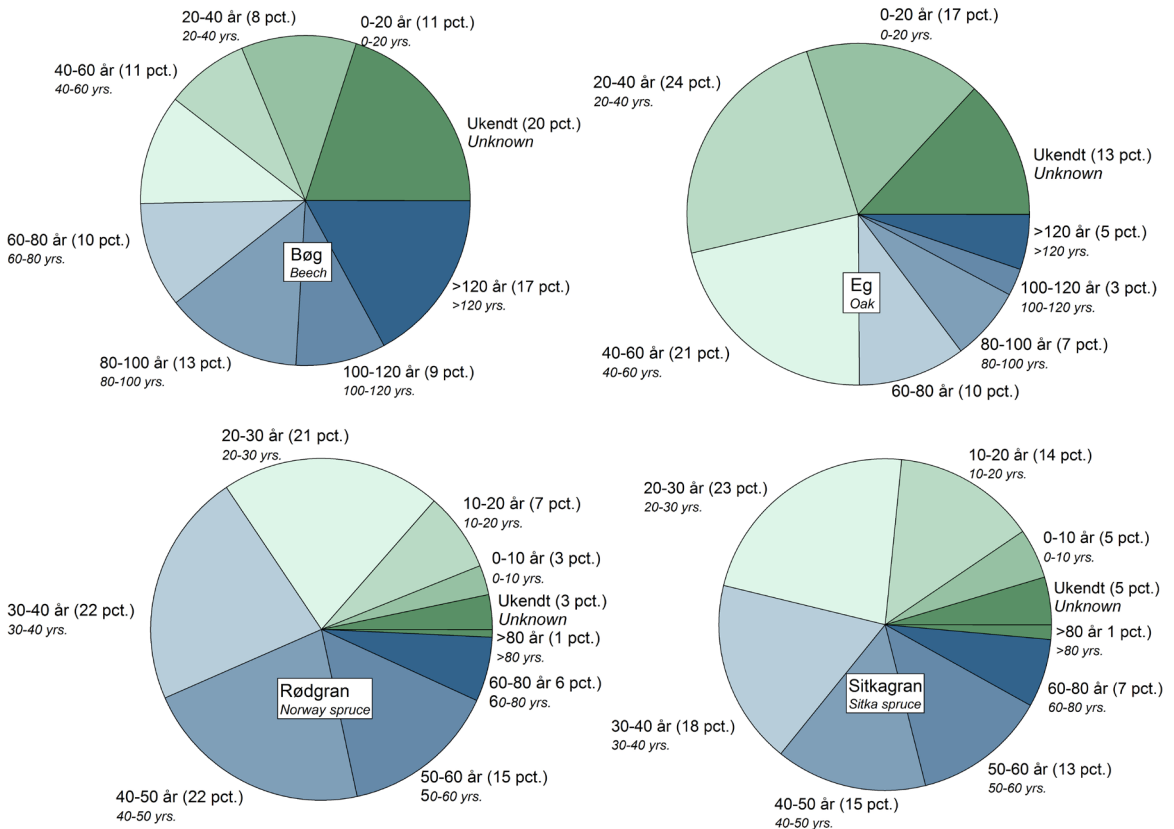 20-40 år (8 pct.)
20-40 yrs.
0-20 år (11 pct.)
0-20 yrs.
40-60 år (11 pct.)
40-60 yrs.
Ukendt (20 pct.)
Unknown
60-80 år (10 pct.)
60-80 yrs.
Bøg
Beech
>120 år (17 pct.)
>120 yrs.
80-100 år (13 pct.)
80-100 yrs.
100-120 år (9 pct.)
100-120 yrs.
0-20 år (17 pct.)
0-20 yrs.
20-40 år (24 pct.)
20-40 yrs.
Ukendt (13 pct.)
Unknown
>120 år (5 pct.)
>120 yrs.
Eg
Oak
100-120 år (3 pct.)
100-120 yrs.
80-100 år (7 pct.)
80-100 yrs.
40-60 år (21 pct.)
40-60 yrs.
60-80 år (10 pct.)
20-30 år (21 pct.)
20-30 yrs.
10-20 år (7 pct.)
10-20 yrs.
0-10 år (3 pct.)
0-10 yrs.
Ukendt (3 pct.)
Unknown
30-40 år (22 pct.)
30-40 yrs.
>80 år (1 pct.)
>80 yrs.
60-80 år 6 pct.)
60-80 yrs.
Rødgran
Norway spruce
50-60 år (15 pct.)
50-60 yrs.
40-50 år (22 pct.)
40-50 yrs.
10-20 år (14 pct.)
10-20 yrs.
20-30 år (23 pct.)
20-30 yrs.
0-10 år (5 pct.)
0-10 yrs.
Ukendt (5 pct.)
Unknown
>80 år 1 pct.)
>80 yrs.
60-80 år (7 pct.)
60-80 yrs.
Sitkagran
Sitka spruce
30-40 år (18 pct.)
30-40 yrs.
50-60 år (13 pct.)
50-60 yrs.
40-50 år (15 pct.)
40-50 yrs.